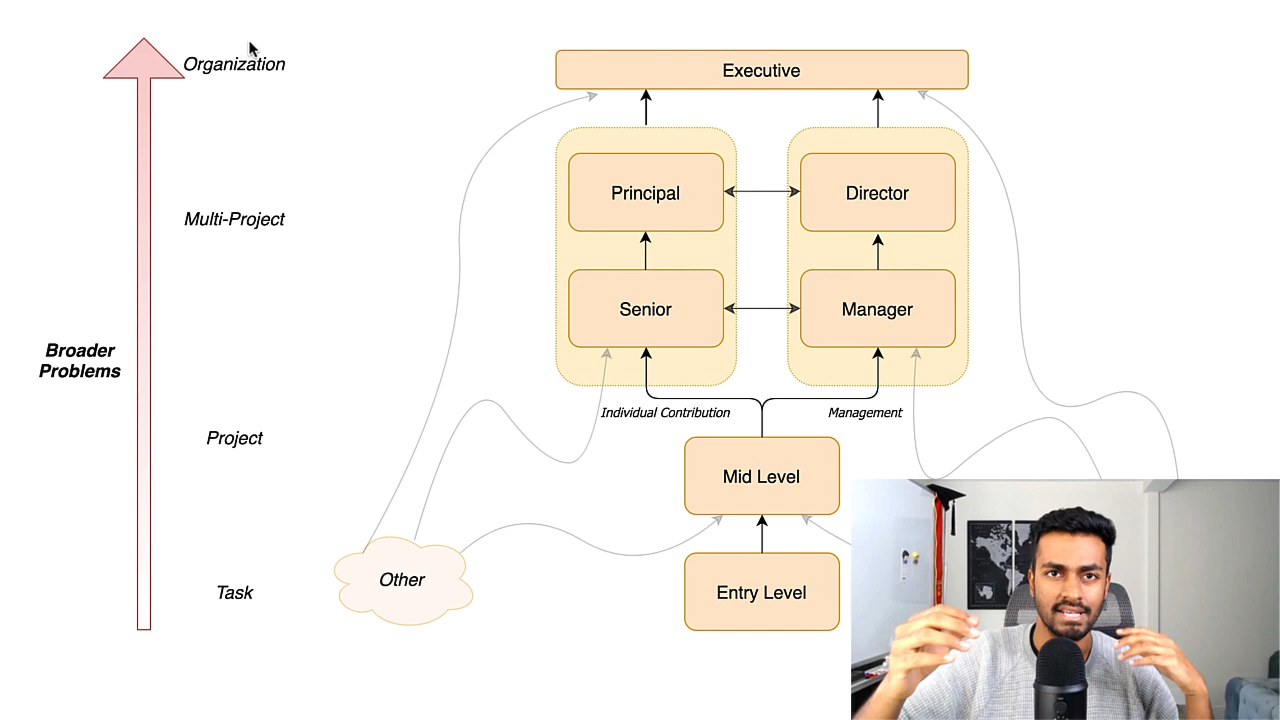 Organization
Executive
Principal
Director
Multi-Project
Senior
Manager
Broader
Problems
Individual Contribution
Management
Project
Mid Level
Other
Task
Entry Level